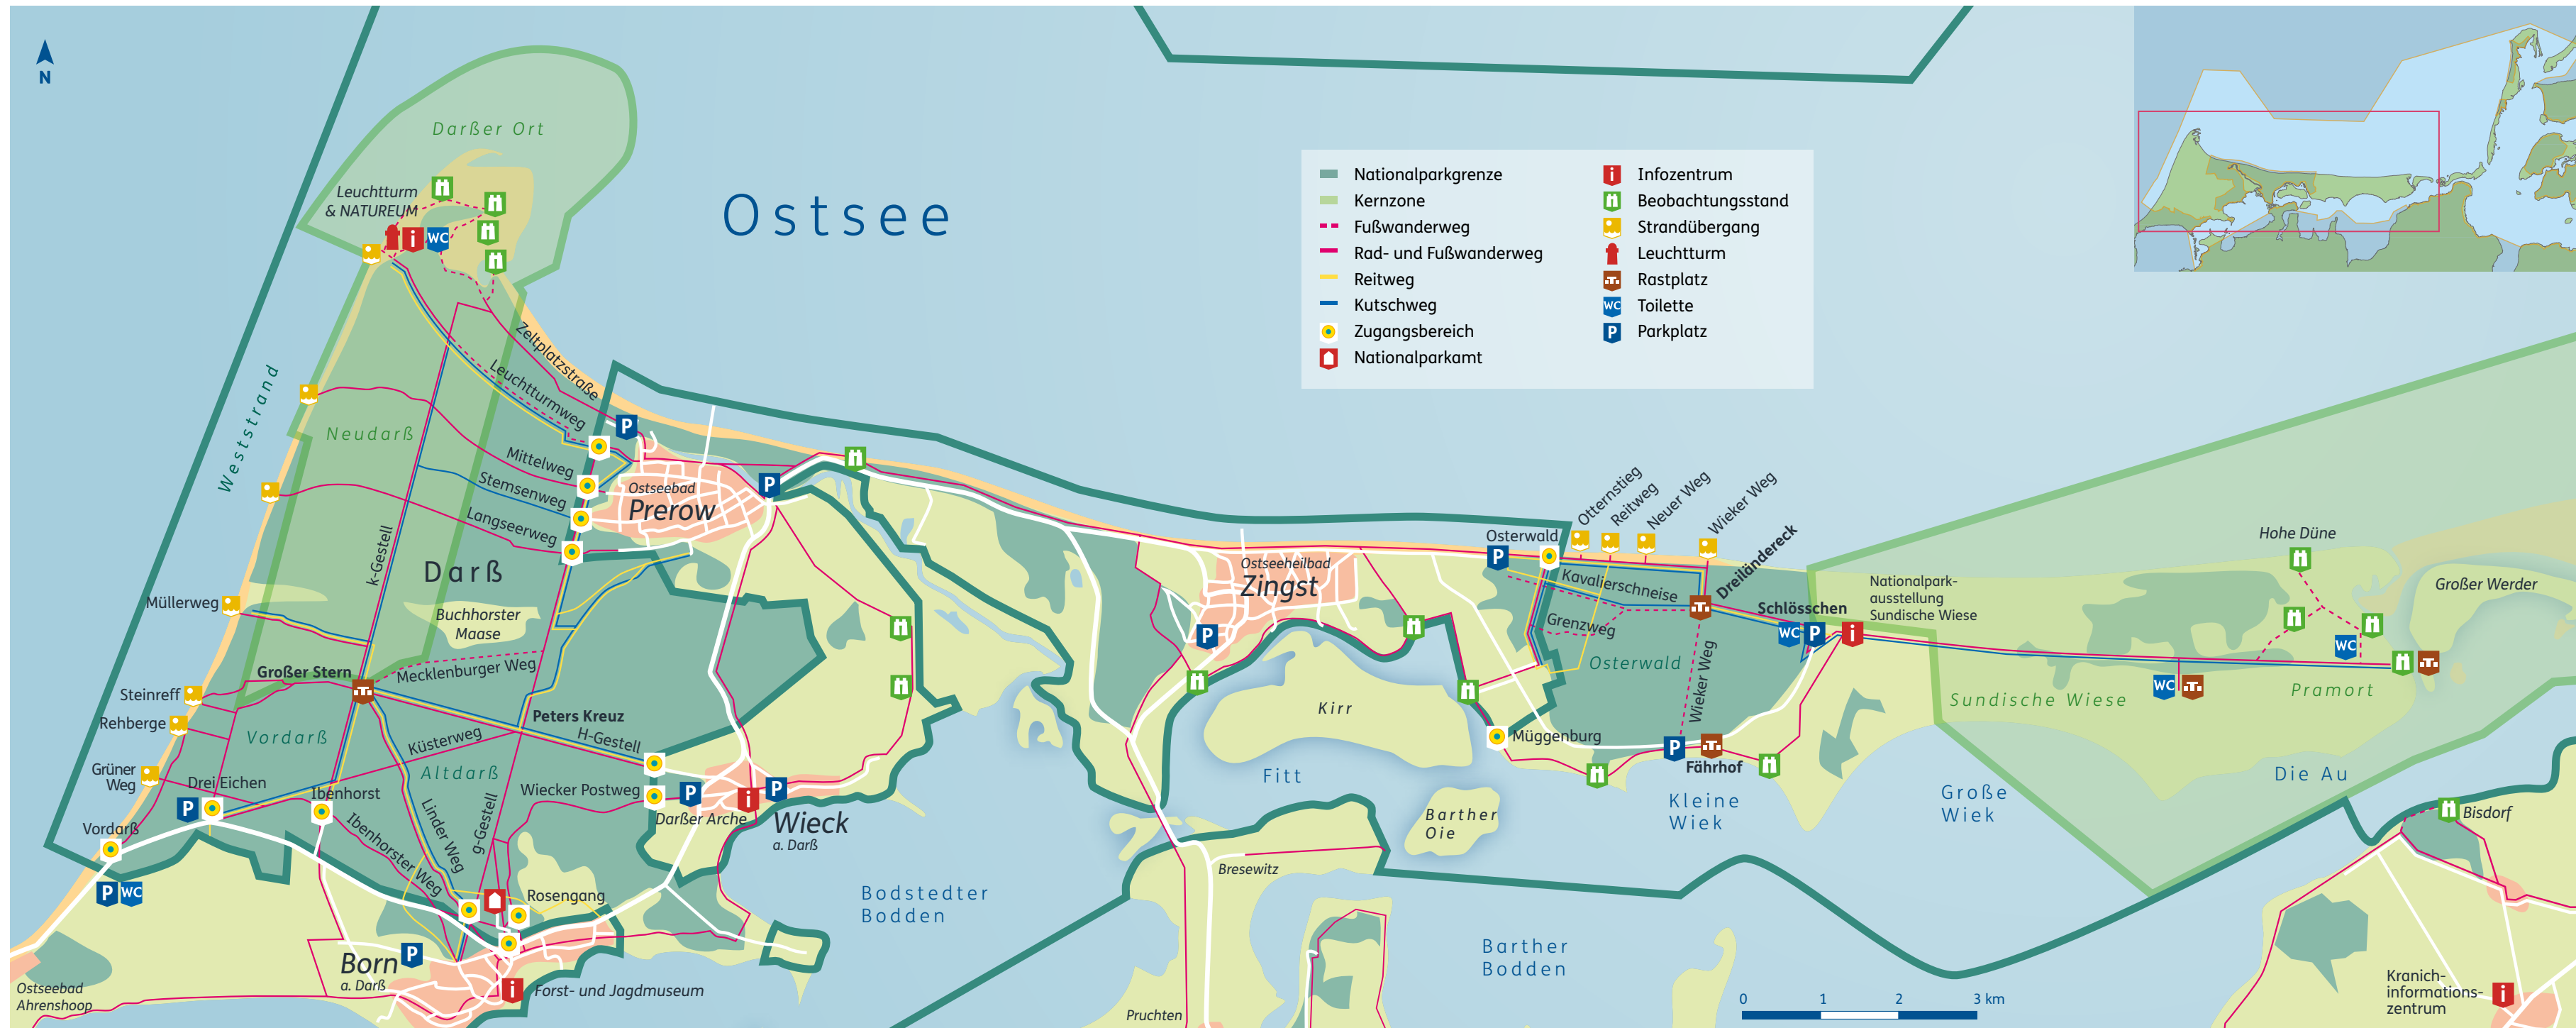 N
Darßer Ort
Leuchtturm
& NATUREUM
i
WC
Ostsee
Nationalparkgrenze
Kernzone
Fußwanderweg
Rad- und Fußwanderweg
Reitweg
Kutschweg
Zugangsbereich
Nationalparkamt
i Infozentrum
Beobachtungsstand
Strandübergang
Leuchtturm
Rastplatz
WC Toilette
P Parkplatz
Zeltplatzstraße
Leuchtturmweg
Weststrand
Neudarß
P
Mittelweg
Stemsenweg
Langseerweg
k-Gestell
Ostseebad
Prerow
P
Darß
Buchhorster
Maase
Müllerweg
Großer Stern
Mecklenburger Weg
Steinreff
Rehberge
Vordarß
Peters Kreuz
H-Gestell
Küsterweg
Altdarß
Grüner
Weg
Drei Eichen
P
Ibenhorst
Wiecker Postweg
P
i
P
Darßer Arche
Wieck
a. Darß
Vordarß
P
WC
Ibenhorster Weg
Linder Weg
g-Gestell
Rosengang
Born
a. Darß
P
i
Forst- und Jagdmuseum
Ostseebad
Ahrenshoop
Bodstedter
Bodden
Ostseeheilbad
Zingst
P
Osterwald
P
Otternstieg
Reitweg
Neuer Weg
Wieker Weg
Dreiländereck
Kavalierschneise
Grenzweg
Osterwald
Wieker Weg
Schlösschen
WC
P
i
Nationalpark-
ausstellung
Sundische Wiese
Müggenburg
P
Fährhof
Kirr
Fitt
Barther
Oie
Kleine
Wiek
Große
Wiek
Bresewitz
Barther
Bodden
Pruchten
Hohe Düne
Großer Werder
WC
WC
Sundische Wiese
Pramort
Die Au
Bisdorf
Kranich-
informations-
zentrum
i
0 1 2 3 km